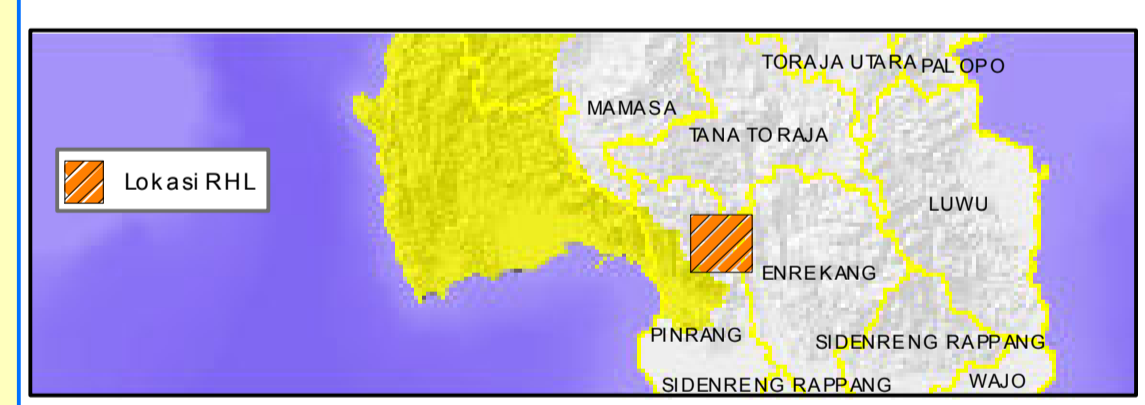 TORAJA UTARA
PALOPO
MAMASA
TANA TORAJA
Lokasi RHL
LUWU
ENREKANG
PINRANG
SIDENRENG RAPPANG
SIDENRENG RAPPANG
WAJO